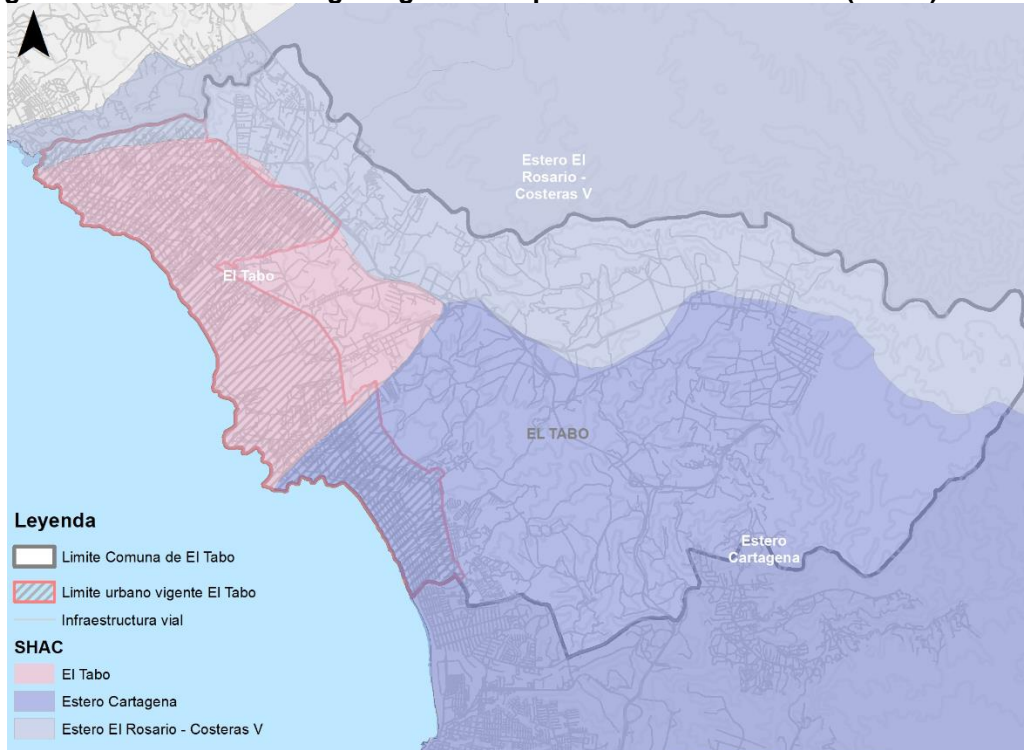 Estero El
Rosario -
Costeras V
El Tabo
EL TABO
Estero
Cartagena
Leyenda
Limite Comuna de El Tabo
Limite urbano vigente El Tabo
Infraestructura vial
SHAC
El Tabo
Estero Cartagena
Estero El Rosario - Costeras V